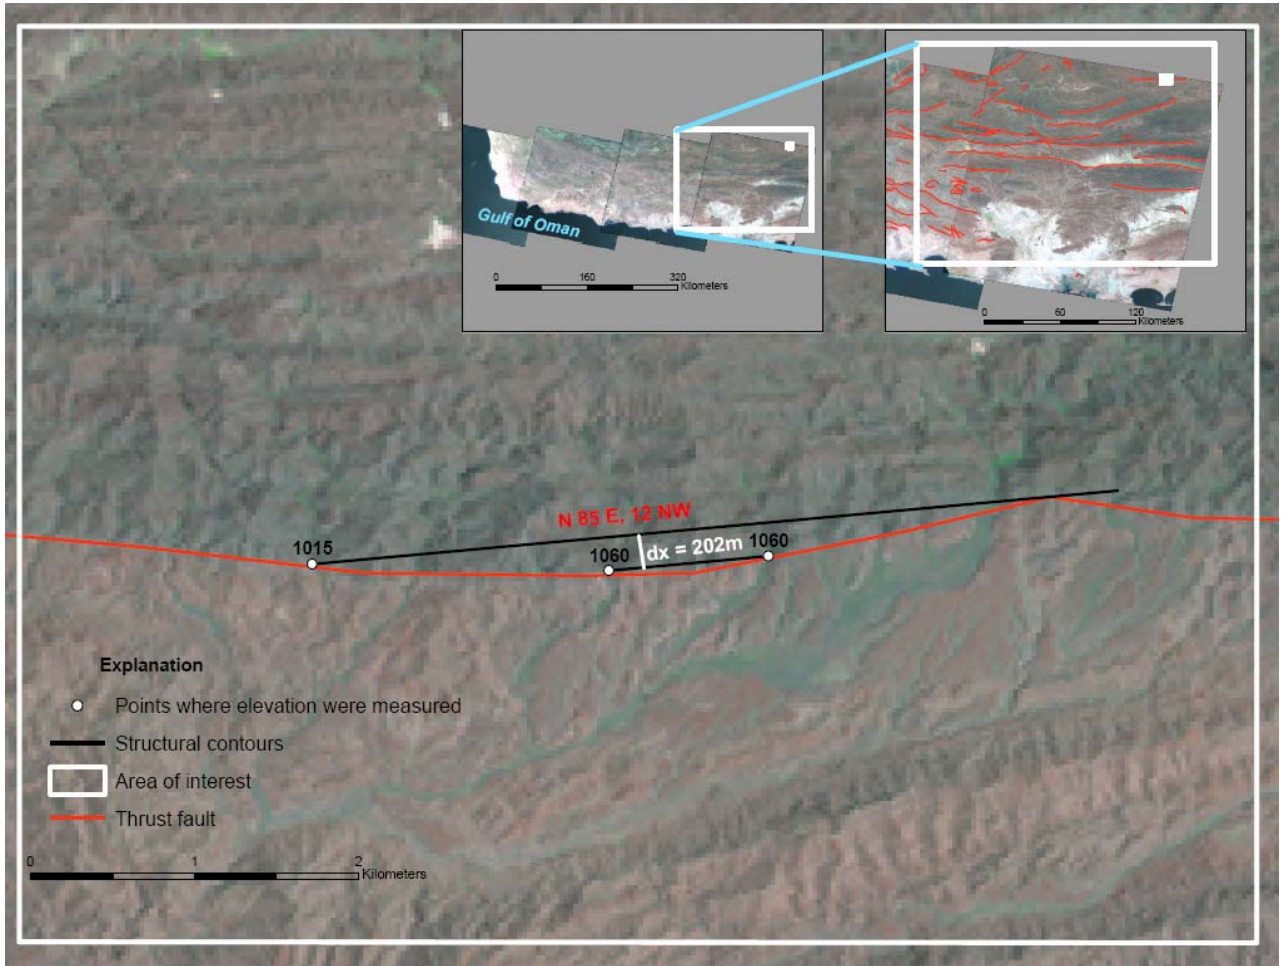 Gulf of Oman
0 160 320
Kilometers
0 60 120
Kilometers
N 85 E, 12 NW
1015
1060
dx = 202m
1060
Explanation
Points where elevation were measured
Structural contours
Area of interest
Thrust fault
0 1 2
Kilometers